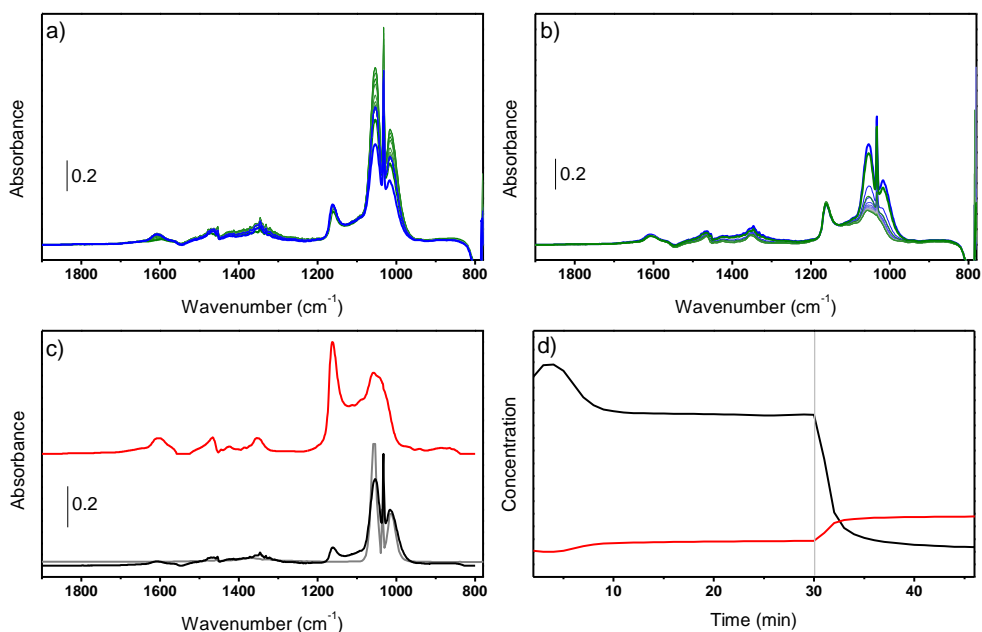 a)
Absorbance
0.2
1800 1600 1400 1200 1000 800
Wavenumber (cm⁻¹)
b)
Absorbance
0.2
1800 1600 1400 1200 1000 800
Wavenumber (cm⁻¹)
c)
Absorbance
0.2
1800 1600 1400 1200 1000 800
Wavenumber (cm⁻¹)
d)
Concentration
10 20 30 40
Time (min)